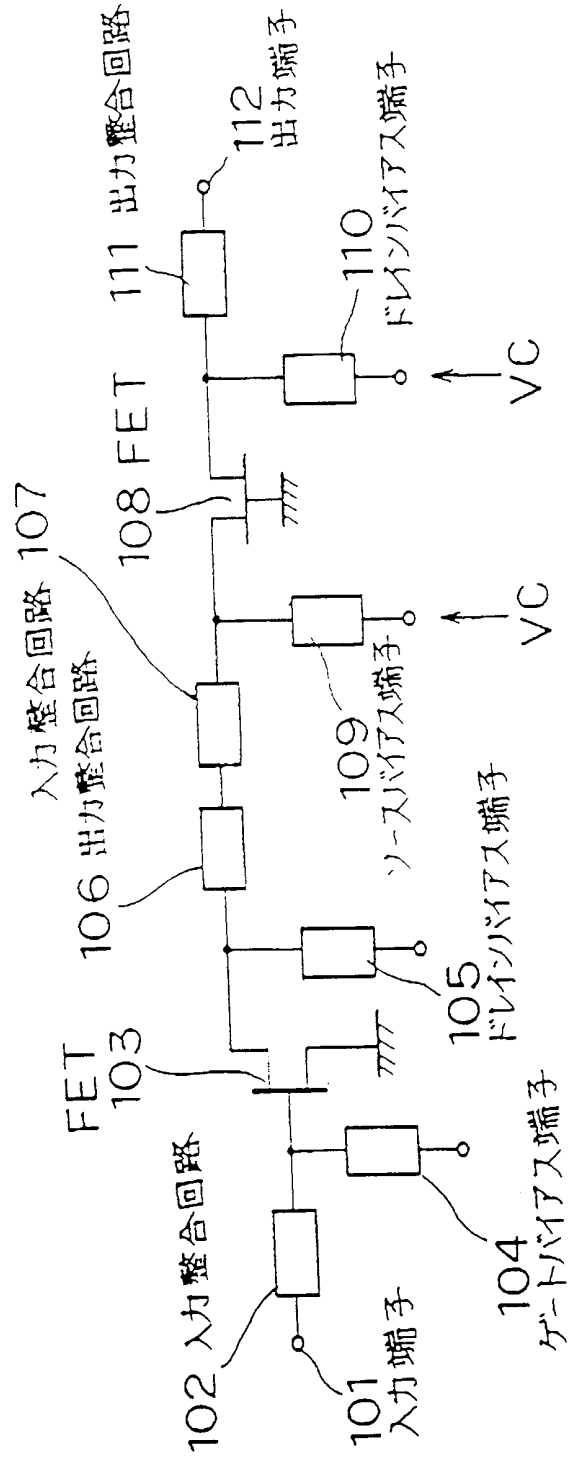 101
入力端子
102 入力整合回路
FET
103
104
ゲートバイアス端子
105
ドレインバイアス端子
106 出力整合回路
入力整合回路 107
108 FET
109
ソースバイアス端子
VC
110
ドレインバイアス端子
VC
111 出力整合回路
112
出力端子